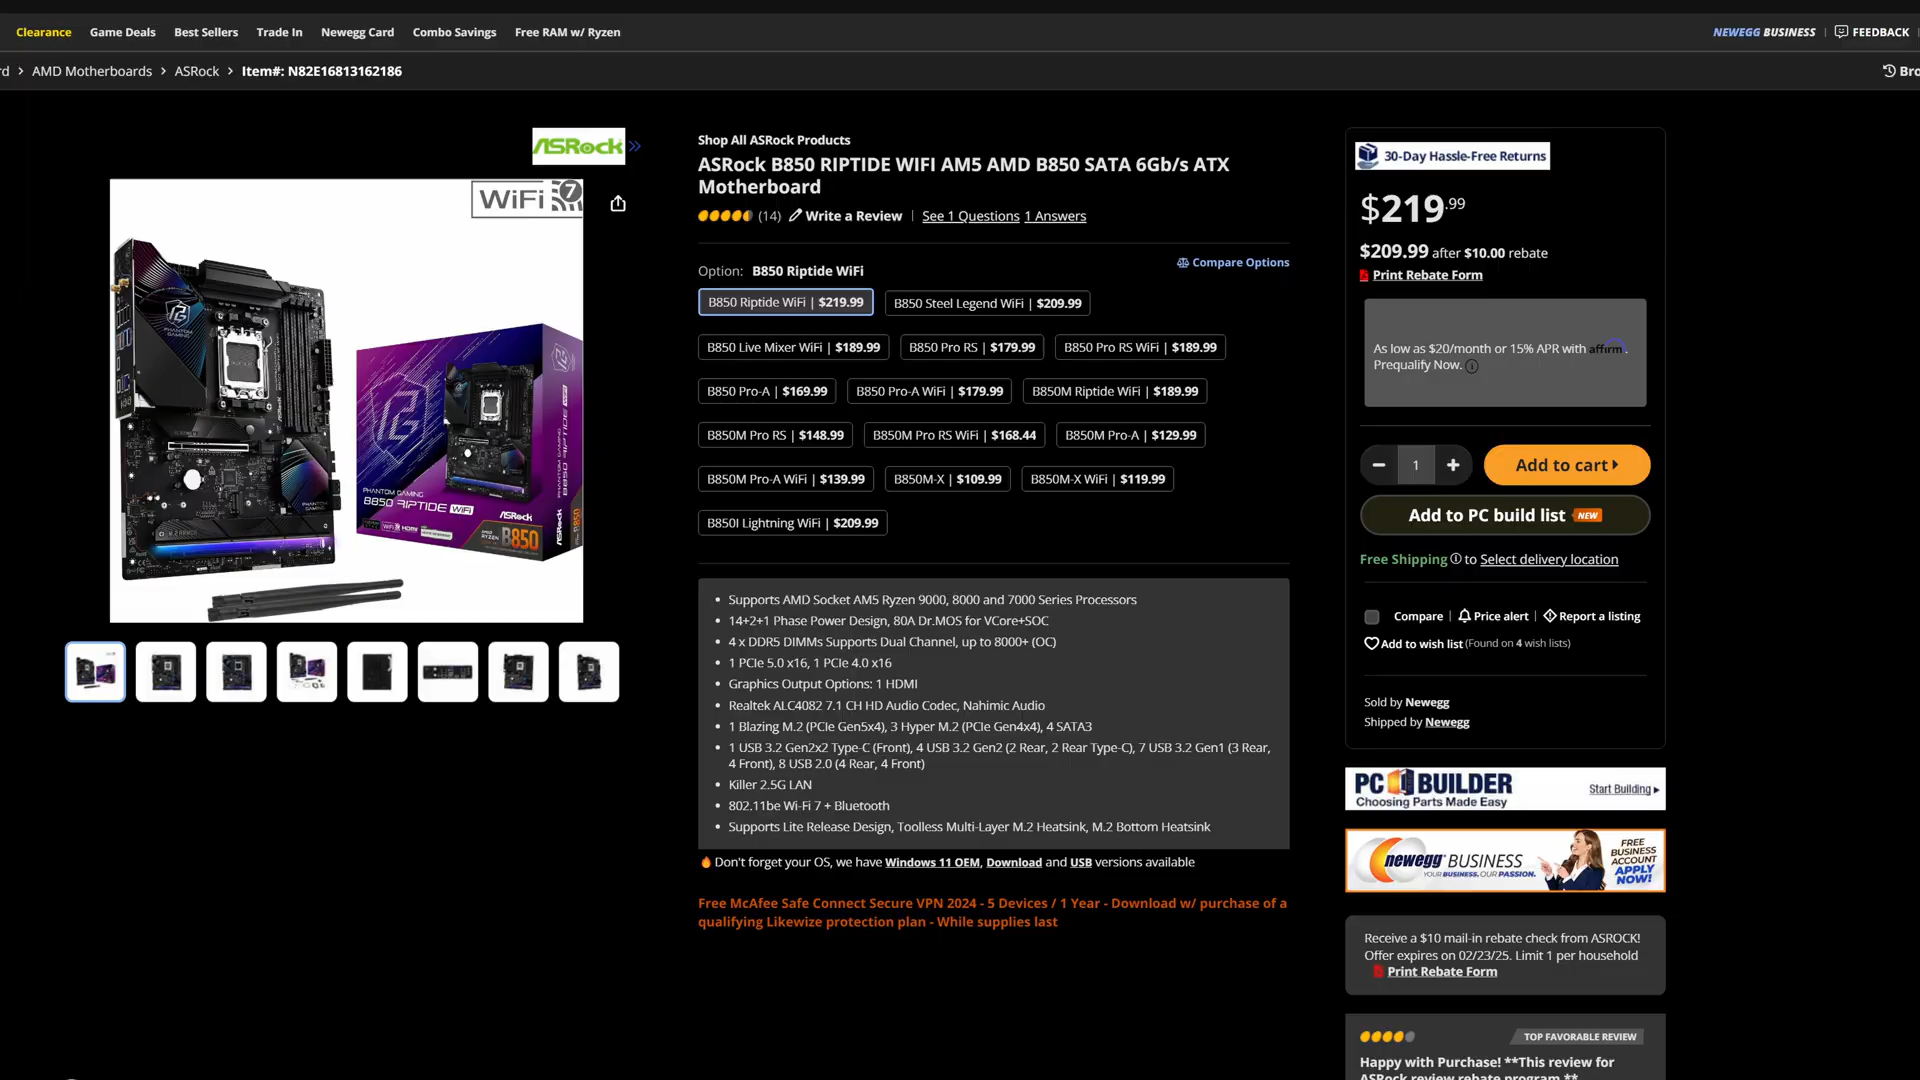 Clearance Game Deals Best Sellers Trade In Newegg Card Combo Savings Free RAM w/ Ryzen
NEWEGG BUSINESS | FEEDBACK
AMD Motherboards > ASRock > Item#: N82E16813162186
ASRock
WiFi 7
PHANTOM GAMING
PHANTOM GAMING
B850 RIPTIDE WiFi
ASRock
B850
Shop All ASRock Products
ASRock B850 RIPTIDE WIFI AM5 AMD B850 SATA 6Gb/s ATX
Motherboard
(14) Write a Review | See 1 Questions 1 Answers
Option: B850 Riptide WiFi
Compare Options
B850 Riptide WiFi | $219.99
B850 Steel Legend WiFi | $209.99
B850 Live Mixer WiFi | $189.99
B850 Pro RS | $179.99
B850 Pro RS WiFi | $189.99
B850 Pro-A | $169.99
B850 Pro-A WiFi | $179.99
B850M Riptide WiFi | $189.99
B850M Pro RS | $148.99
B850M Pro RS WiFi | $168.44
B850M Pro-A | $129.99
B850M Pro-A WiFi | $139.99
B850M-X | $109.99
B850M-X WiFi | $119.99
B850I Lightning WiFi | $209.99
Supports AMD Socket AM5 Ryzen 9000, 8000 and 7000 Series Processors
14+2+1 Phase Power Design, 80A Dr.MOS for VCore+SOC
4 x DDR5 DIMMs Supports Dual Channel, up to 8000+ (OC)
1 PCIe 5.0 x16, 1 PCIe 4.0 x16
Graphics Output Options: 1 HDMI
Realtek ALC4082 7.1 CH HD Audio Codec, Nahimic Audio
1 Blazing M.2 (PCIe Gen5x4), 3 Hyper M.2 (PCIe Gen4x4), 4 SATA3
1 USB 3.2 Gen2x2 Type-C (Front), 4 USB 3.2 Gen2 (2 Rear, 2 Rear Type-C), 7 USB 3.2 Gen1 (3 Rear,
4 Front), 8 USB 2.0 (4 Rear, 4 Front)
Killer 2.5G LAN
802.11be Wi-Fi 7 + Bluetooth
Supports Lite Release Design, Toolless Multi-Layer M.2 Heatsink, M.2 Bottom Heatsink
Don't forget your OS, we have Windows 11 OEM, Download and USB versions available
Free McAfee Safe Connect Secure VPN 2024 - 5 Devices / 1 Year - Download w/ purchase of a
qualifying Likewize protection plan - While supplies last
30-Day Hassle-Free Returns
$219.99
$209.99 after $10.00 rebate
Print Rebate Form
As low as $20/month or 15% APR with affirm.
Prequalify Now.
1
Add to cart
Add to PC build list NEW
Free Shipping to Select delivery location
Compare | Price alert | Report a listing
Add to wish list (Found on 4 wish lists)
Sold by Newegg
Shipped by Newegg
PC BUILDER
Choosing Parts Made Easy
Start Building
newegg BUSINESS
YOUR BUSINESS. OUR PASSION.
FREE
BUSINESS
ACCOUNT
APPLY
NOW!
Receive a $10 mail-in rebate check from ASROCK!
Offer expires on 02/23/25. Limit 1 per household
Print Rebate Form
TOP FAVORABLE REVIEW
Happy with Purchase! **This review for
ASRock review rebate program.**